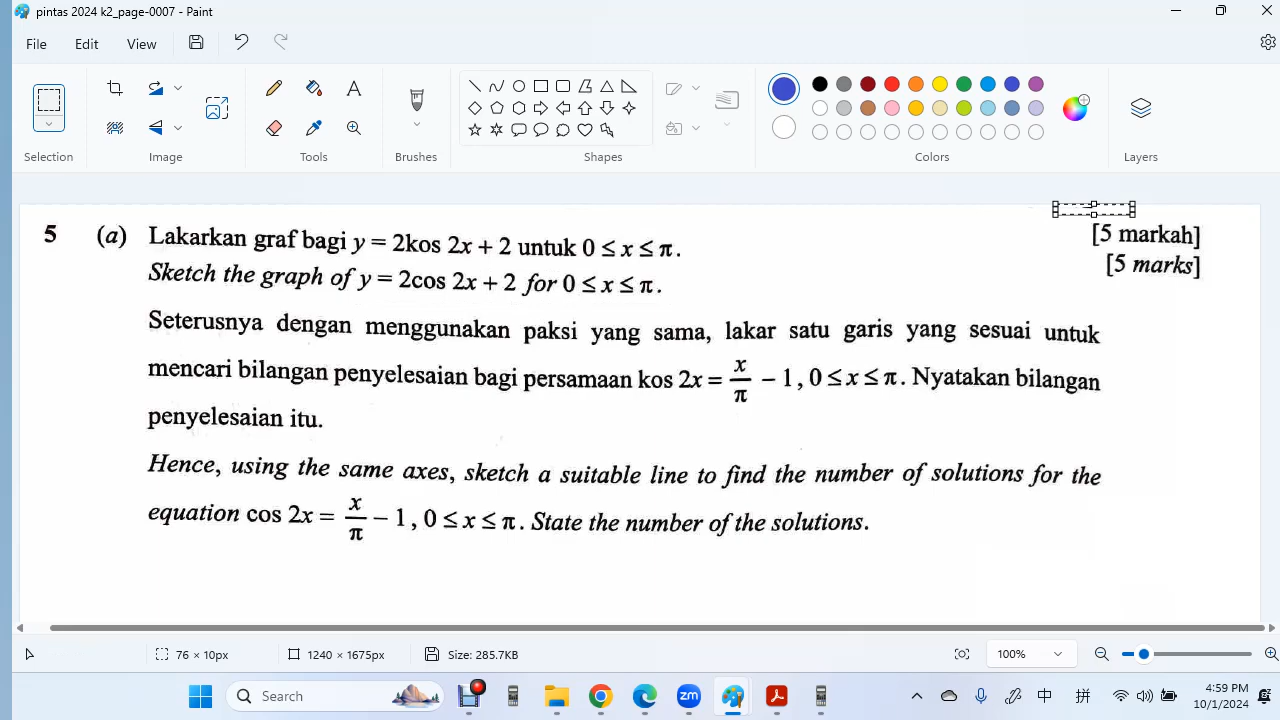 pintas 2024 k2_page-0007 - Paint
File Edit View
Selection Image Tools Brushes Shapes Colors Layers
5 (a) Lakarkan graf bagi y = 2kos 2x + 2 untuk 0 ≤ x ≤ π. [5 markah]
Sketch the graph of y = 2cos 2x + 2 for 0 ≤ x ≤ π. [5 marks]
Seterusnya dengan menggunakan paksi yang sama, lakar satu garis yang sesuai untuk
mencari bilangan penyelesaian bagi persamaan kos 2x = x/π − 1, 0 ≤ x ≤ π. Nyatakan bilangan
penyelesaian itu.
Hence, using the same axes, sketch a suitable line to find the number of solutions for the
equation cos 2x = x/π − 1, 0 ≤ x ≤ π. State the number of the solutions.
76 × 10px 1240 × 1675px Size: 285.7KB 100%
Search zm 中 拼 4:59 PM
10/1/2024